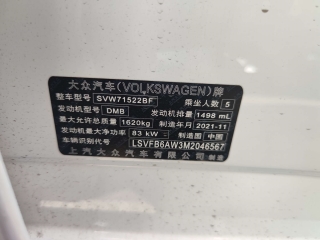 大众汽车(VOLKSWAGEN)牌
整车型号 SVW71522BF 乘坐人数 5
发动机型号 DMB 发动机排量 1498 mL
最大允许总质量 1620kg 制造年月 2021-11
发动机最大净功率 83 kW 制造国 中国
车辆识别代号 LSVFB6AW3M2046567
上汽大众汽车有限公司 制造